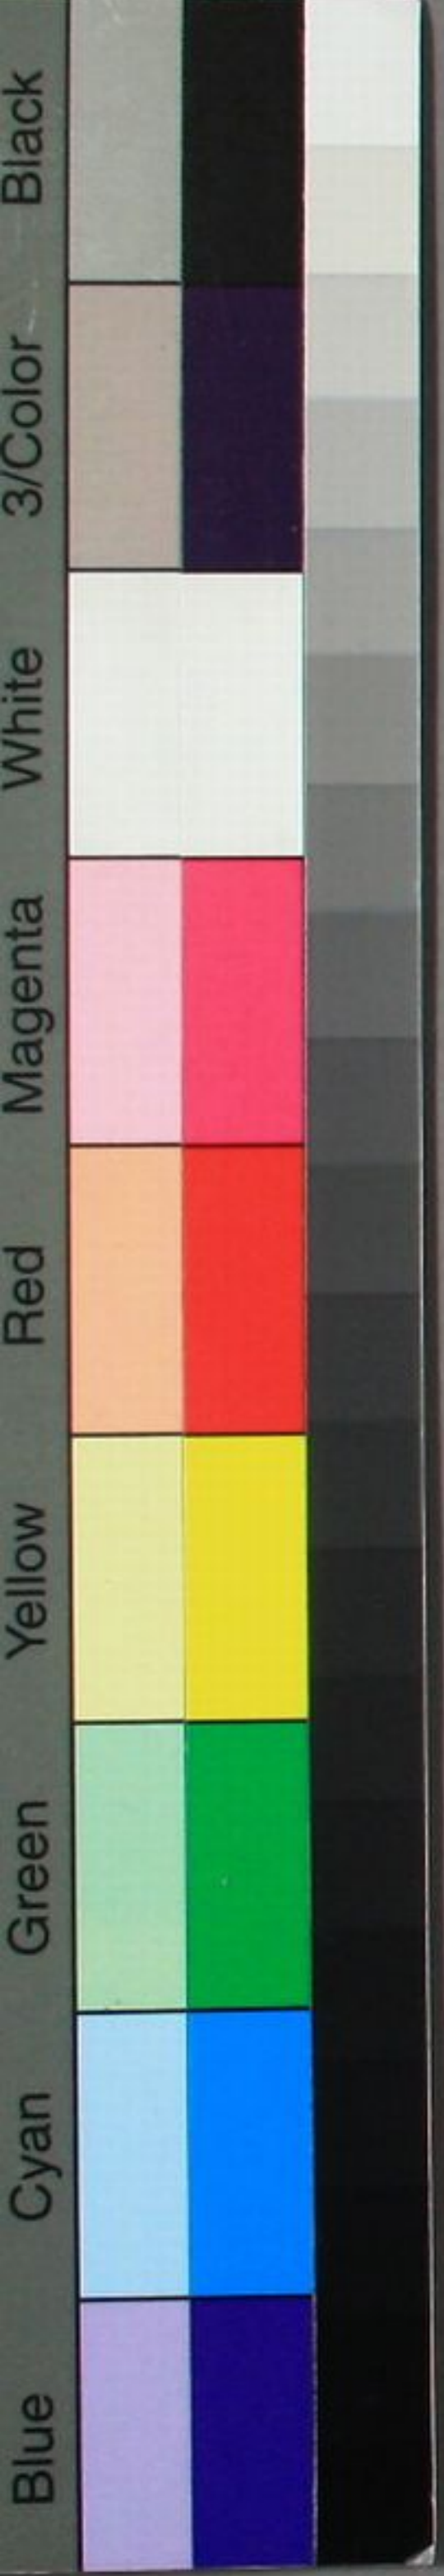 Blue
Cyan
Green
Yellow
Red
Magenta
White
3/Color
Black